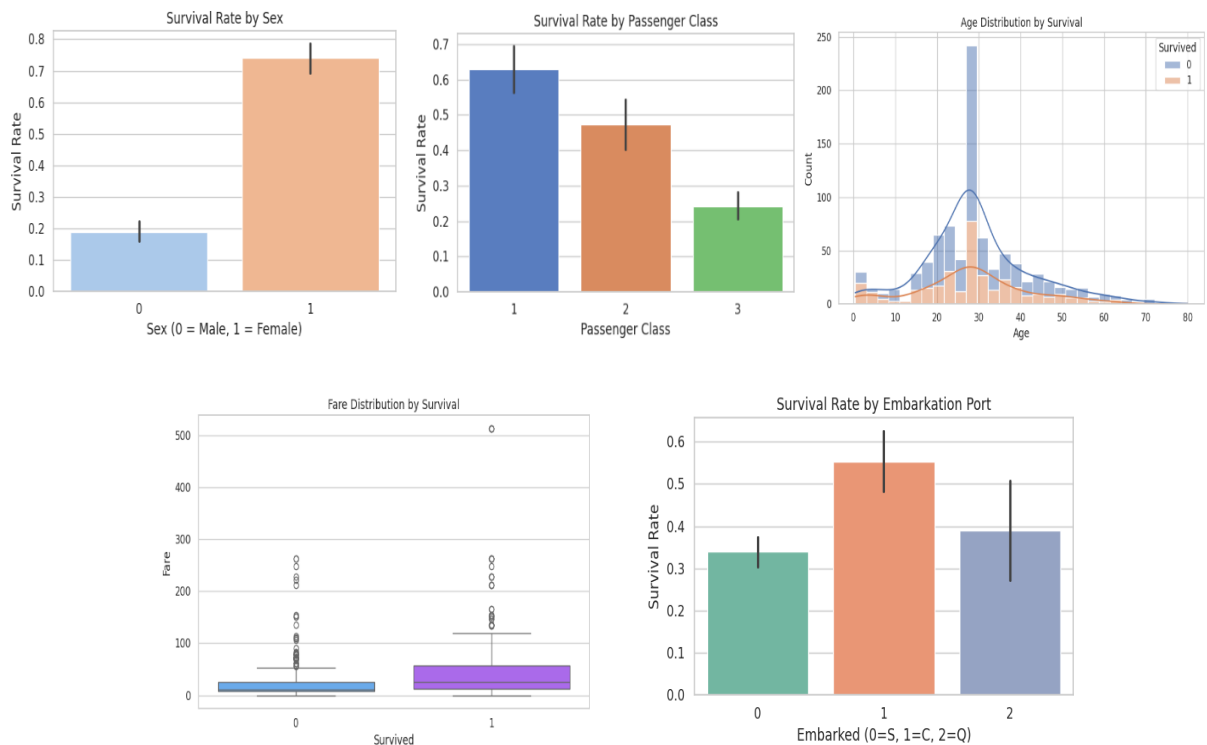 Survival Rate by Sex
Survival Rate
0.8
0.7
0.6
0.5
0.4
0.3
0.2
0.1
0.0
0 1
Sex (0 = Male, 1 = Female)
Survival Rate by Passenger Class
Survival Rate
0.7
0.6
0.5
0.4
0.3
0.2
0.1
0.0
1 2 3
Passenger Class
Age Distribution by Survival
Count
250
200
150
100
50
0
Survived
0
1
0 10 20 30 40 50 60 70 80
Age
Fare Distribution by Survival
Fare
500
400
300
200
100
0
0 1
Survived
Survival Rate by Embarkation Port
Survival Rate
0.6
0.5
0.4
0.3
0.2
0.1
0.0
0 1 2
Embarked (0=S, 1=C, 2=Q)